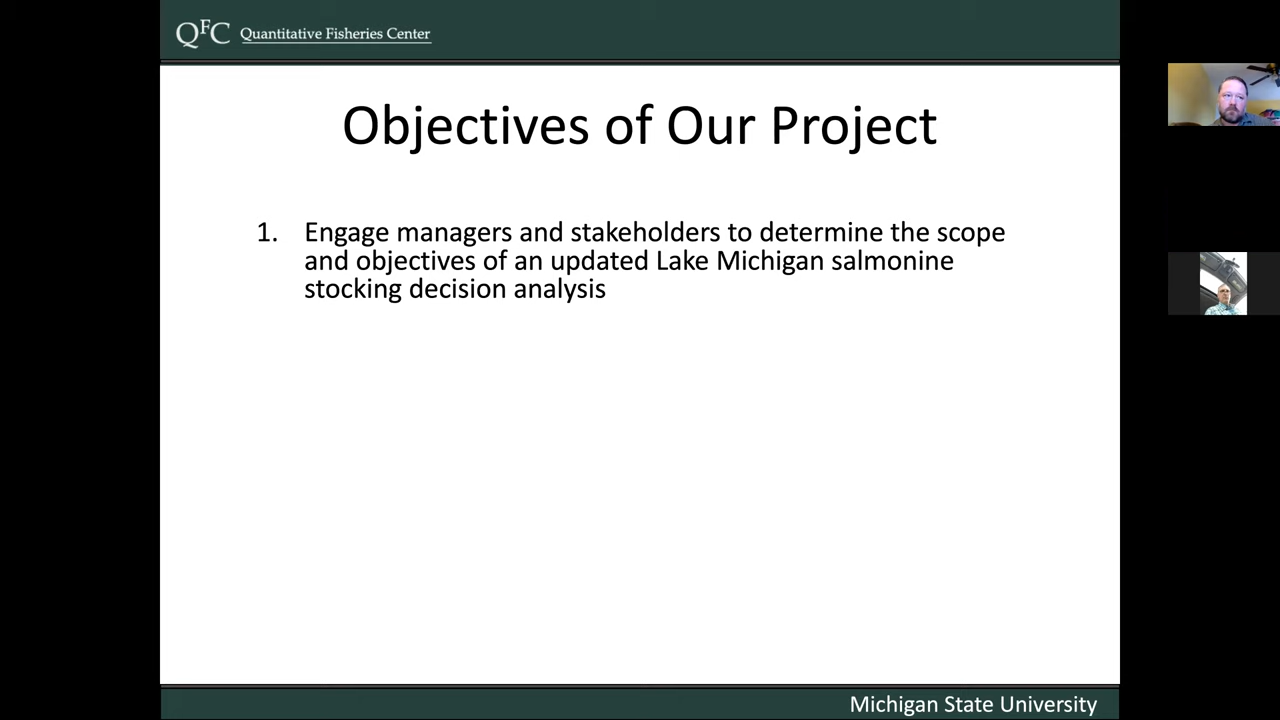 QFC Quantitative Fisheries Center
Objectives of Our Project
1. Engage managers and stakeholders to determine the scope
and objectives of an updated Lake Michigan salmonine
stocking decision analysis
Michigan State University